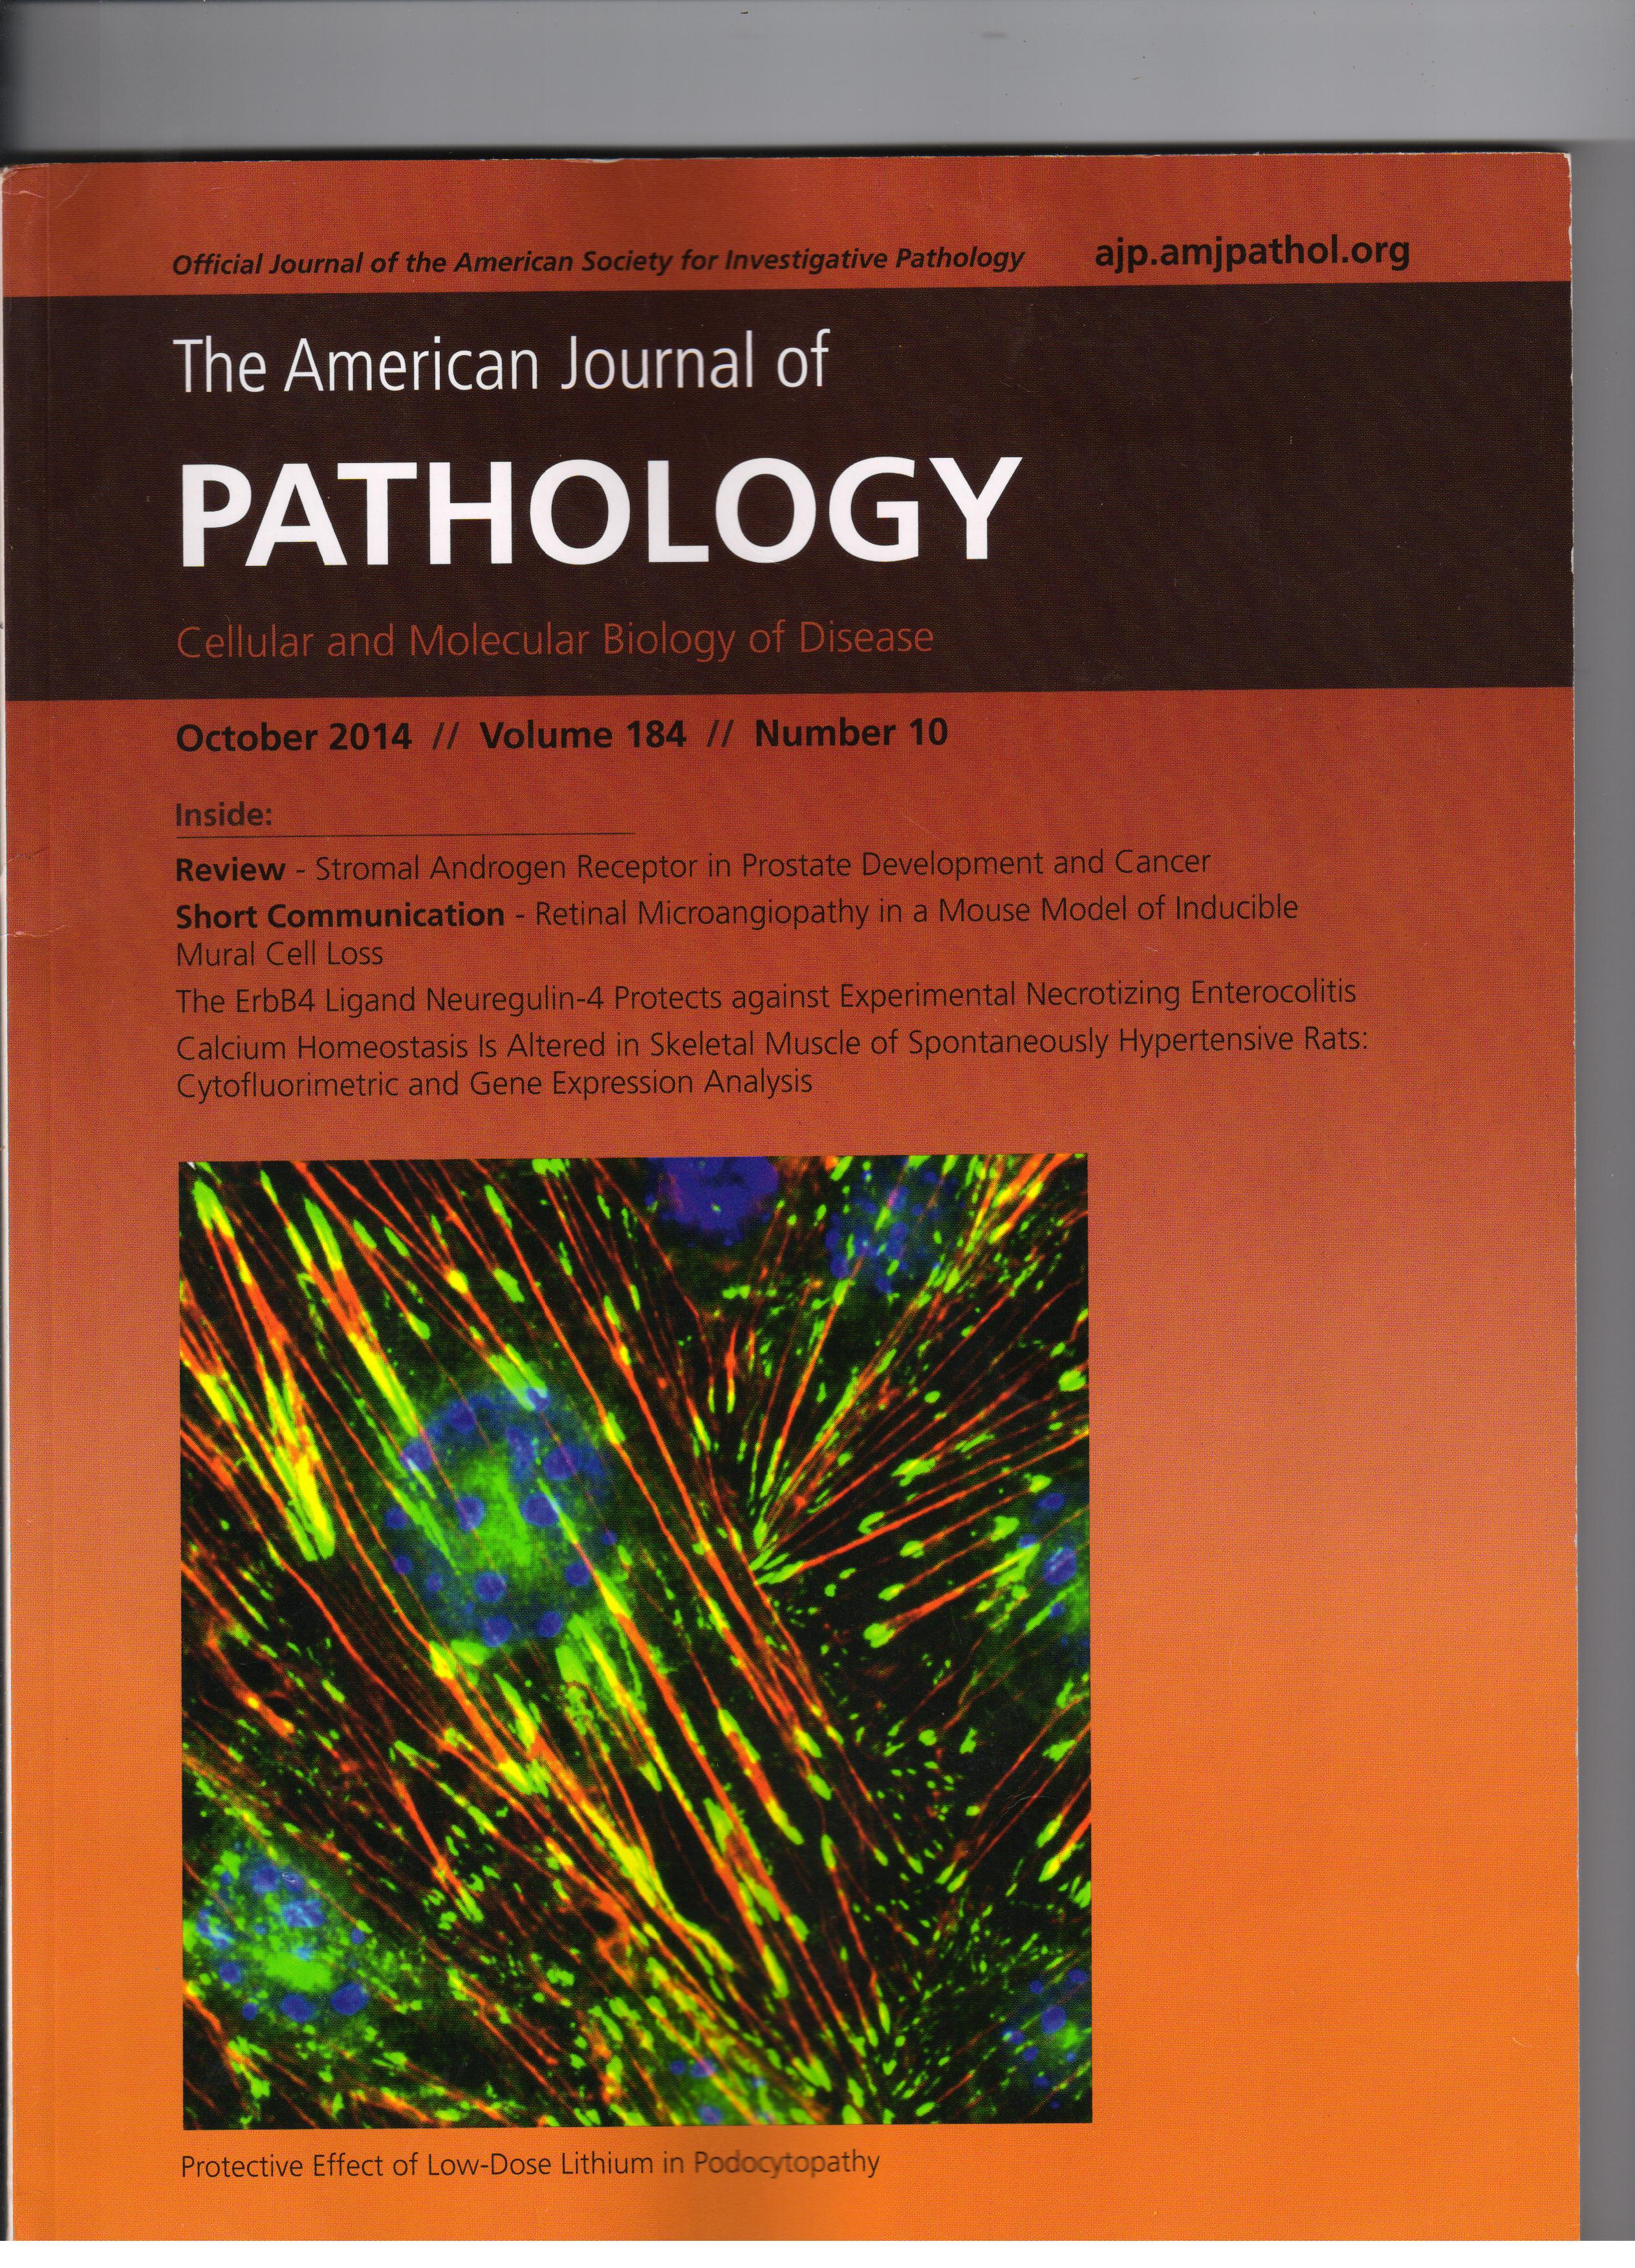 Official Journal of the American Society for Investigative Pathology
ajp.amjpathol.org
The American Journal of
PATHOLOGY
Cellular and Molecular Biology of Disease
October 2014 // Volume 184 // Number 10
Inside:
Review - Stromal Androgen Receptor in Prostate Development and Cancer
Short Communication - Retinal Microangiopathy in a Mouse Model of Inducible
Mural Cell Loss
The ErbB4 Ligand Neuregulin-4 Protects against Experimental Necrotizing Enterocolitis
Calcium Homeostasis Is Altered in Skeletal Muscle of Spontaneously Hypertensive Rats:
Cytofluorimetric and Gene Expression Analysis
Protective Effect of Low-Dose Lithium in Podocytopathy